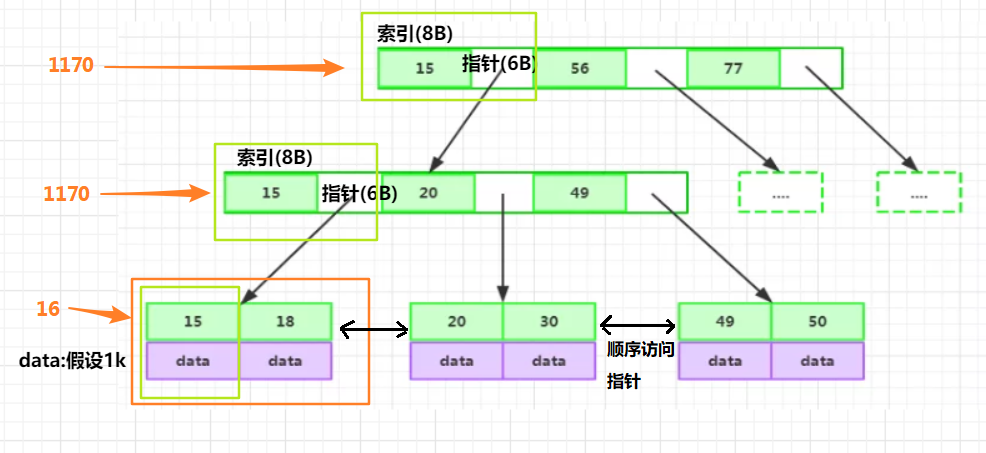 索引(8B)
1170
15
指针(6B)
56
77
索引(8B)
1170
15
指针(6B)
20
49
....
....
16
15
18
20
30
49
50
data:假设1k
data
data
data
data
顺序访问
指针
data
data